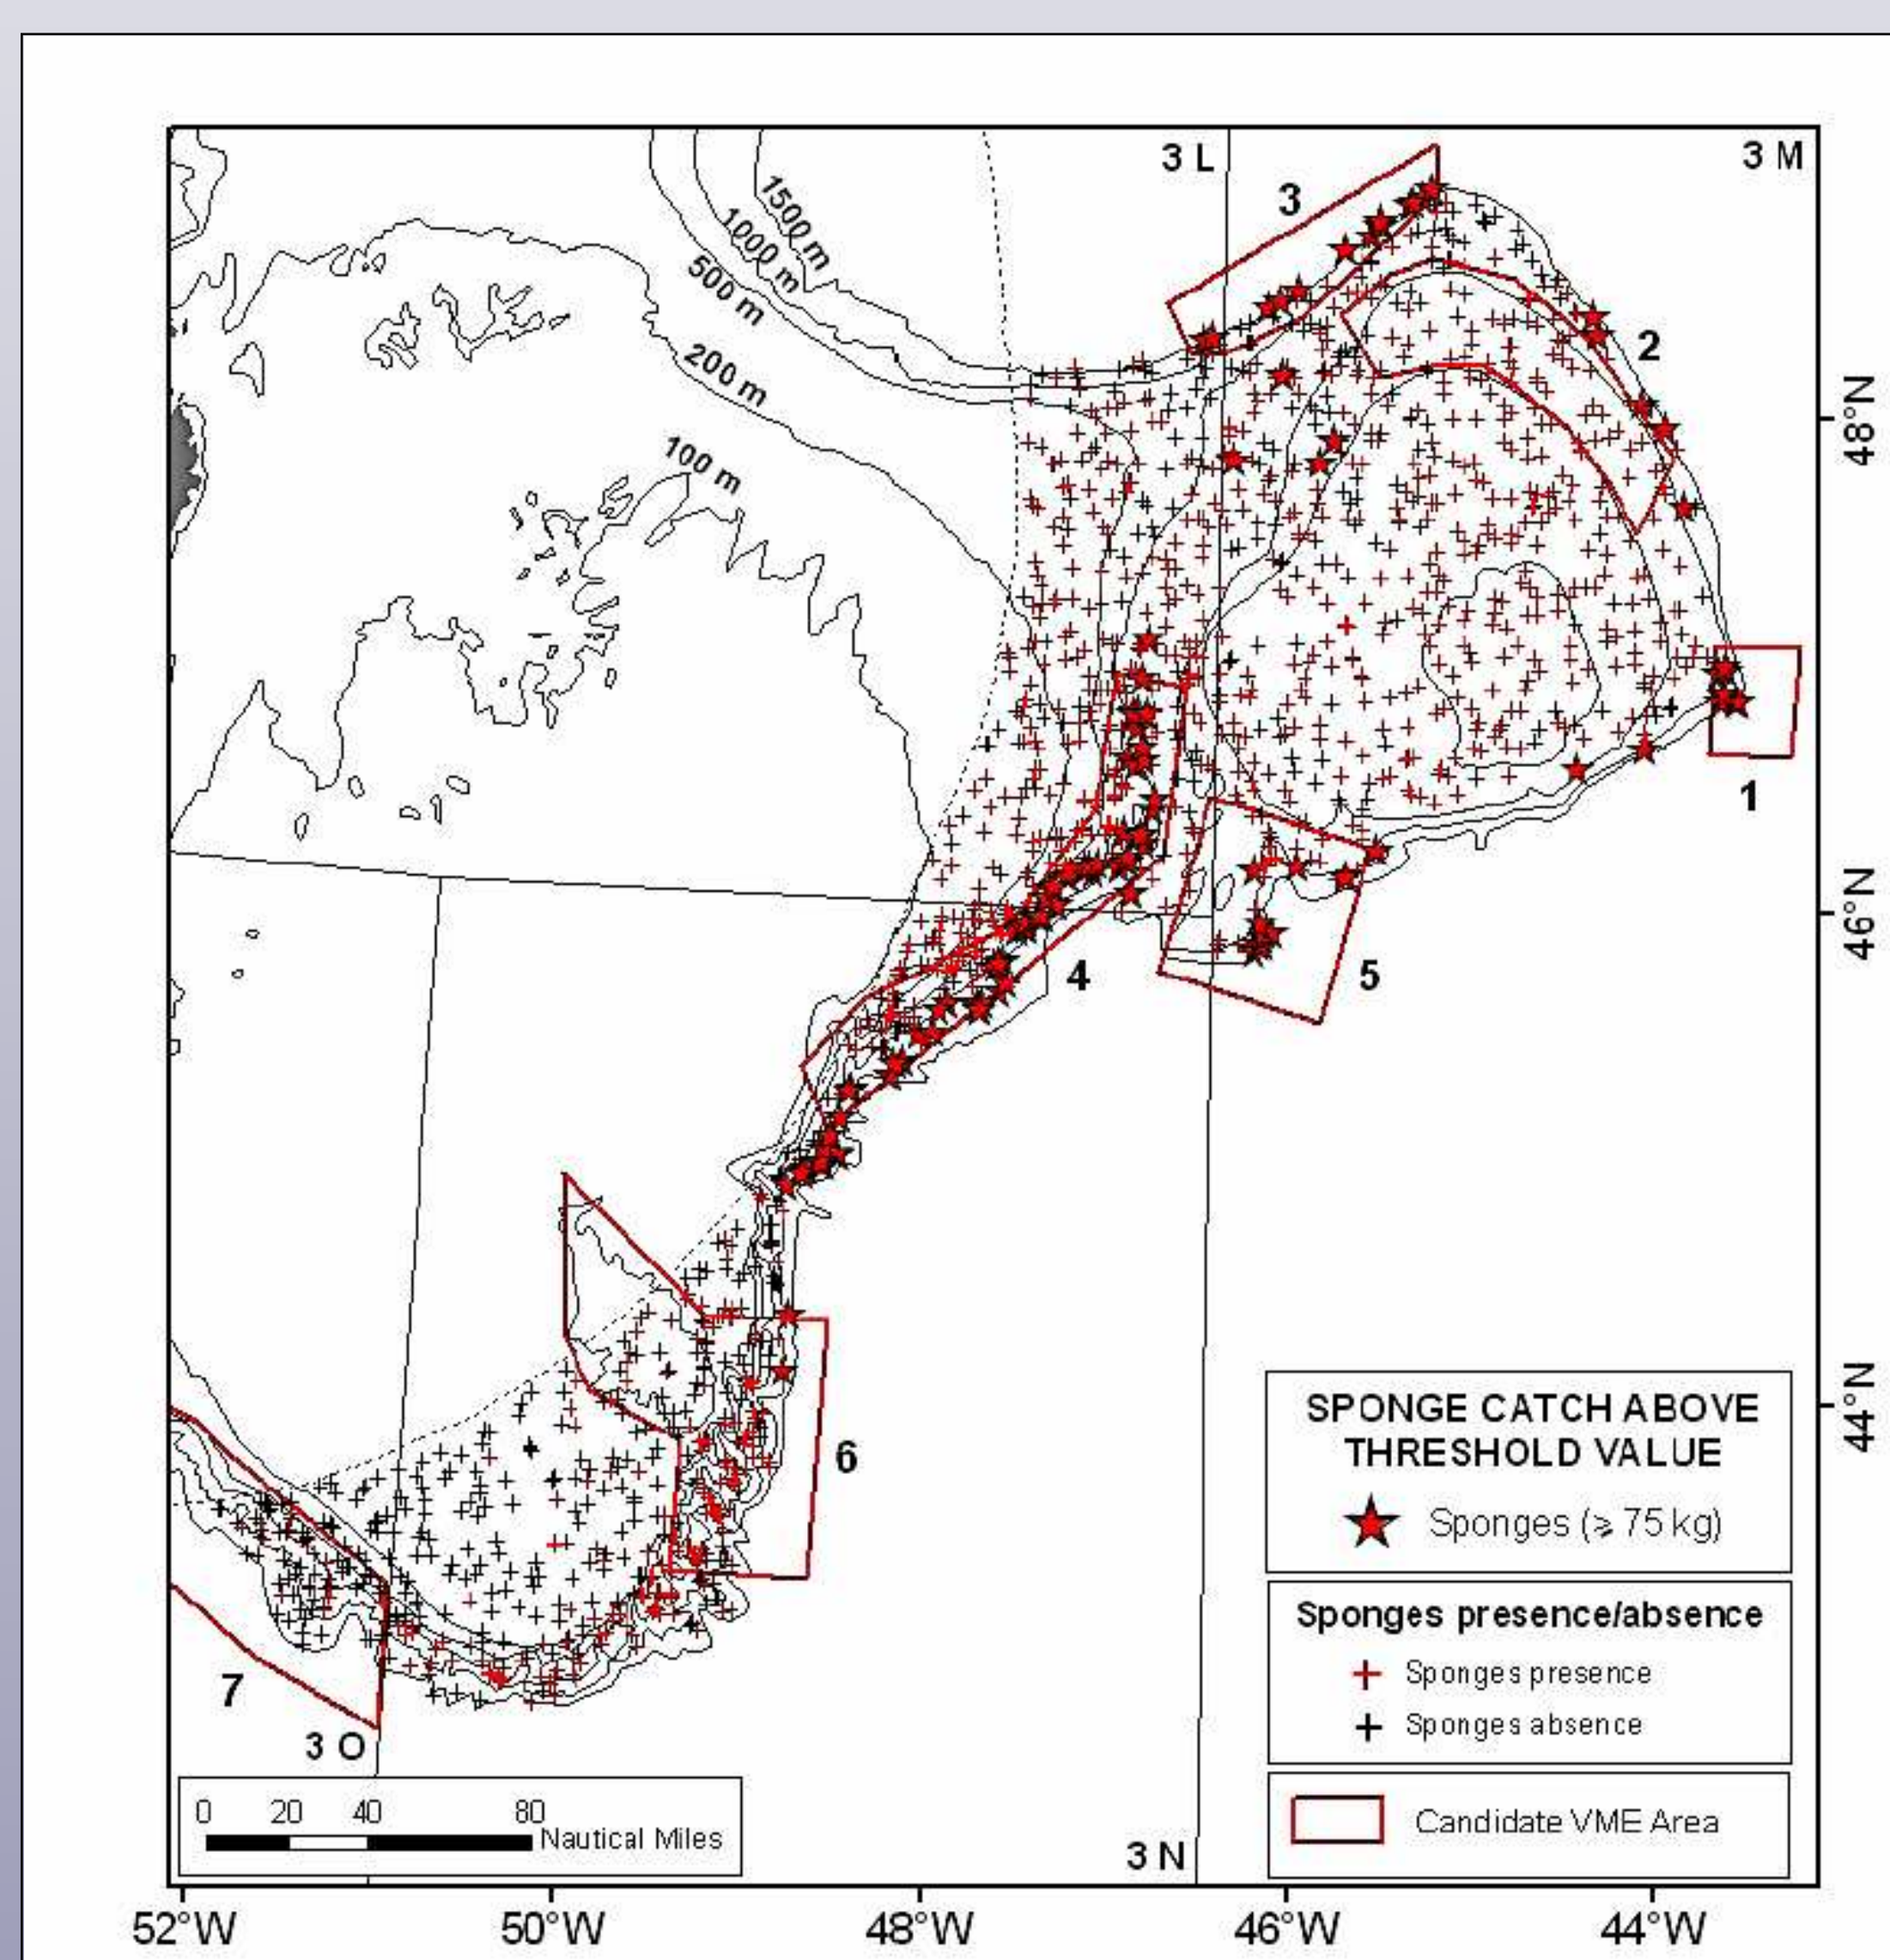 3 L
3 M
3
1500 m
1000 m
500 m
200 m
100 m
2
48°N
1
46°N
4
5
44°N
6
7
3 O
3 N
SPONGE CATCH ABOVE
THRESHOLD VALUE
Sponges (⩾ 75 kg)
Sponges presence/absence
Sponges presence
Sponges absence
Candidate VME Area
0 20 40 80
Nautical Miles
52°W 50°W 48°W 46°W 44°W